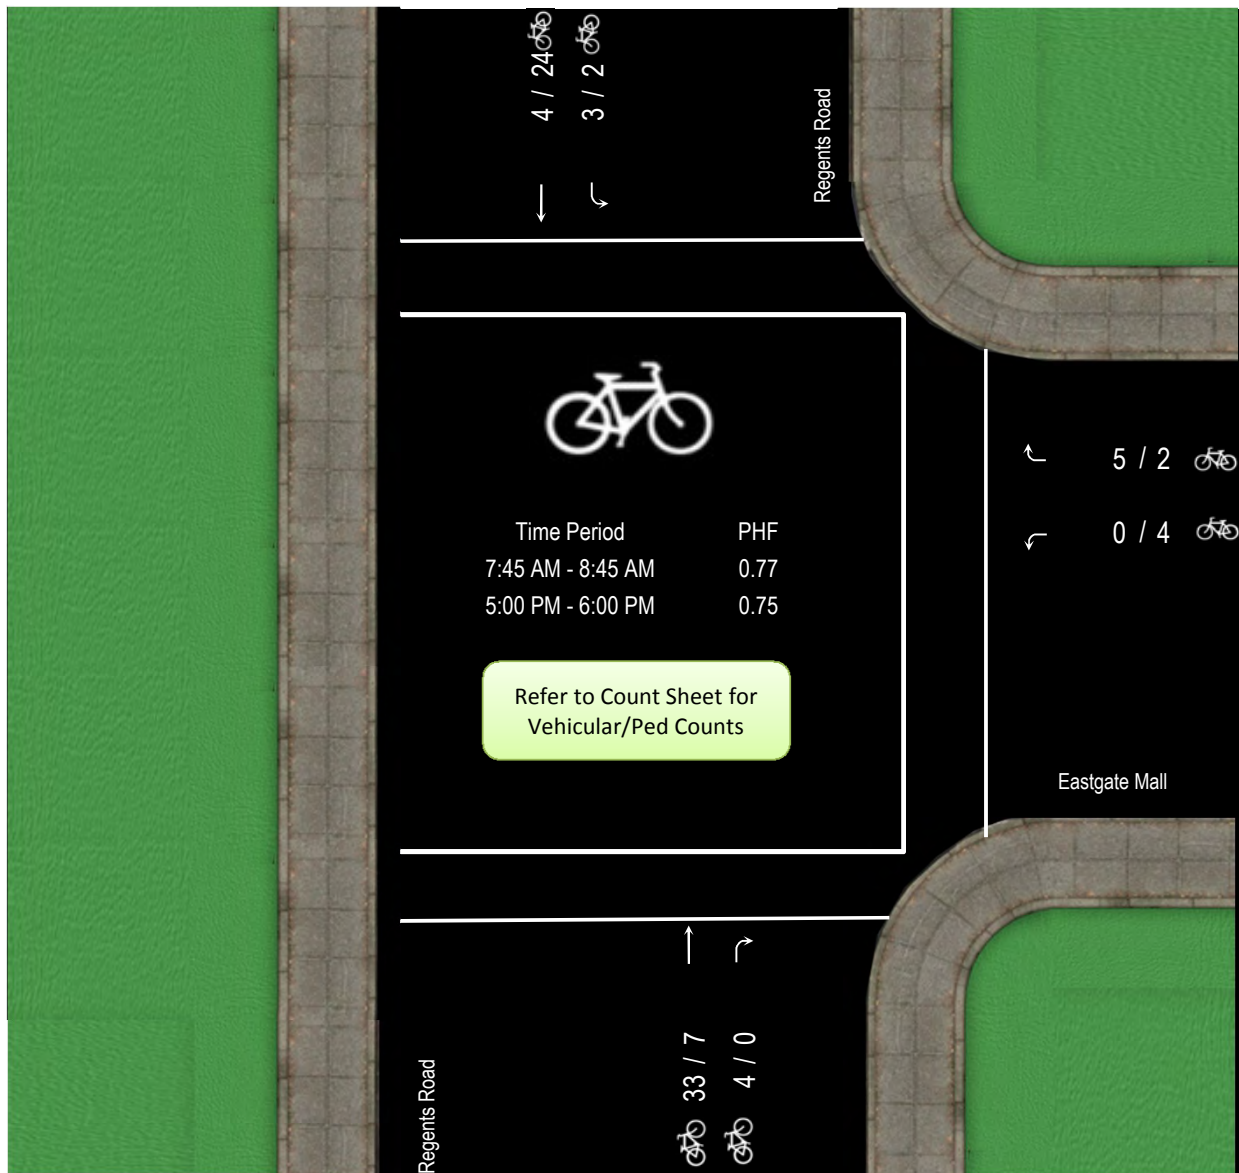 4 / 24
3 / 2
Regents Road
5 / 2
0 / 4
Time Period PHF
7:45 AM - 8:45 AM 0.77
5:00 PM - 6:00 PM 0.75
Refer to Count Sheet for
Vehicular/Ped Counts
Eastgate Mall
Regents Road
33 / 7
4 / 0